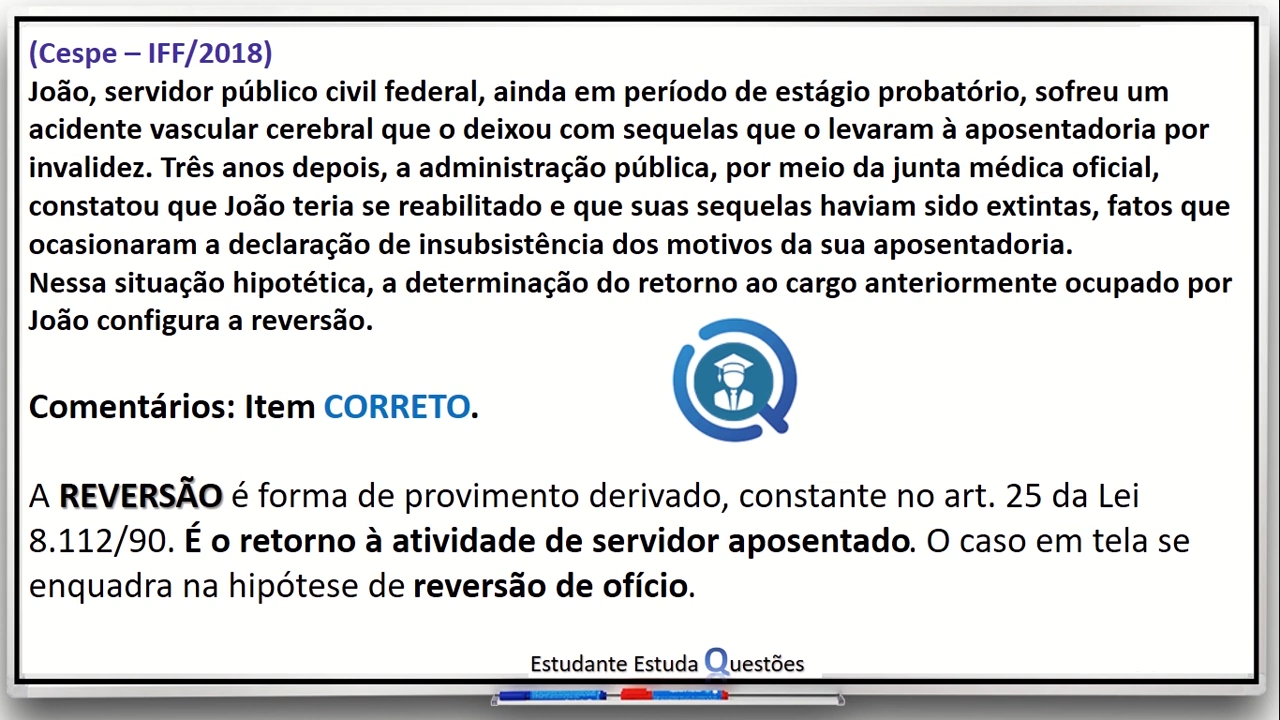 (Cespe – IFF/2018)
João, servidor público civil federal, ainda em período de estágio probatório, sofreu um
acidente vascular cerebral que o deixou com sequelas que o levaram à aposentadoria por
invalidez. Três anos depois, a administração pública, por meio da junta médica oficial,
constatou que João teria se reabilitado e que suas sequelas haviam sido extintas, fatos que
ocasionaram a declaração de insubsistência dos motivos da sua aposentadoria.
Nessa situação hipotética, a determinação do retorno ao cargo anteriormente ocupado por
João configura a reversão.
Comentários: Item CORRETO.
A REVERSÃO é forma de provimento derivado, constante no art. 25 da Lei
8.112/90. É o retorno à atividade de servidor aposentado. O caso em tela se
enquadra na hipótese de reversão de ofício.
Estudante Estuda Questões